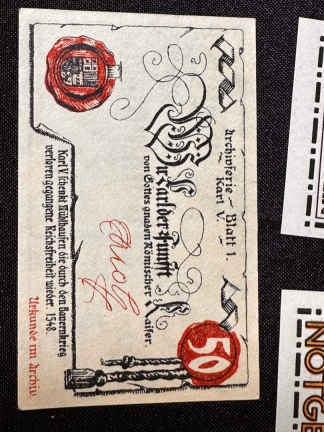 Archivserie – Blatt 1.
Karl V.
Wir Karl der Fünfft
von Gottes gnaden Römischer Kaiser.
Karl V. schenkt Mühlhausen die durch den Bauernkrieg
verloren gegangene Reichsfreiheit wieder. 1548.
Urkunde im Archiv.
50
NOTGE